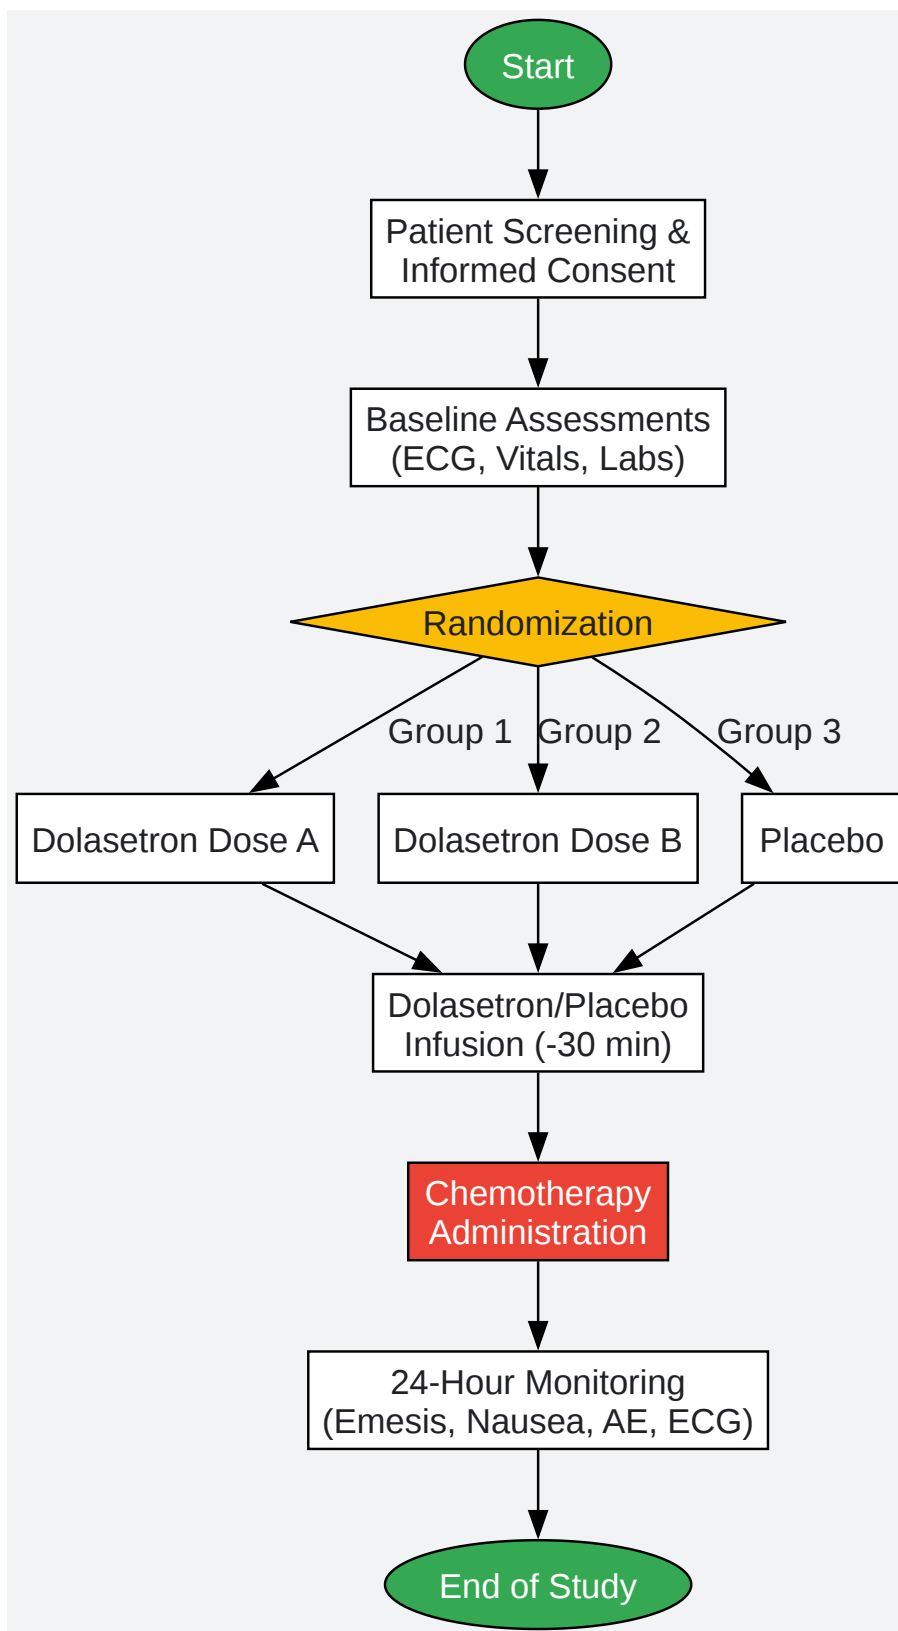 Start
Patient Screening &
Informed Consent
Baseline Assessments
(ECG, Vitals, Labs)
Randomization
Group 1
Group 2
Group 3
Dolasetron Dose A
Dolasetron Dose B
Placebo
Dolasetron/Placebo
Infusion (-30 min)
Chemotherapy
Administration
24-Hour Monitoring
(Emesis, Nausea, AE, ECG)
End of Study